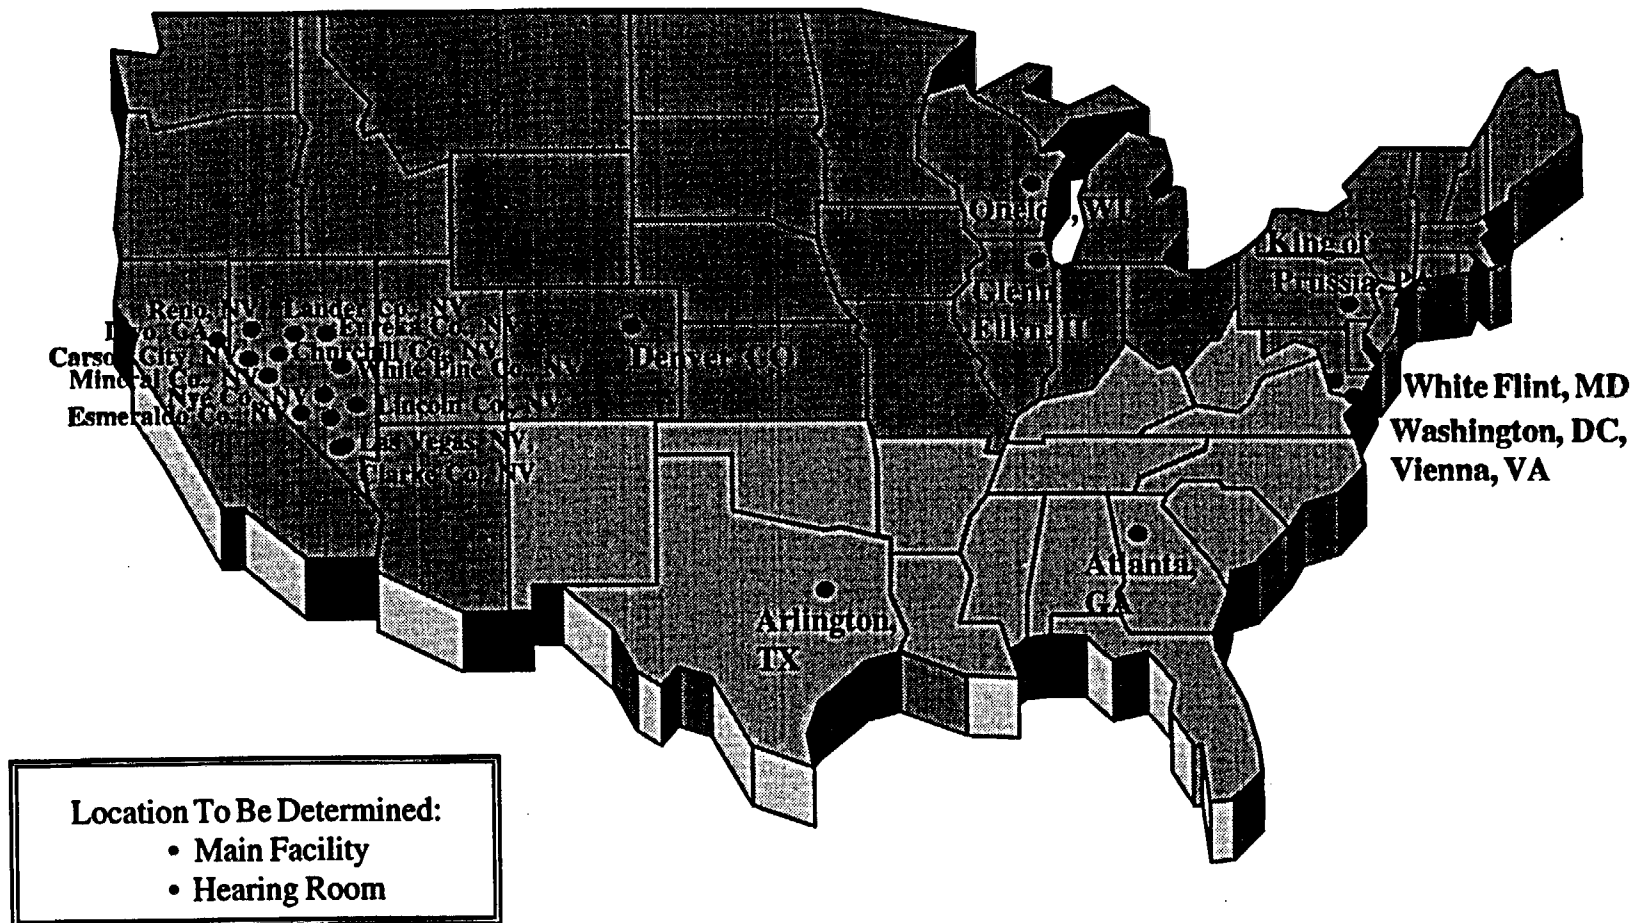 Oneida, WI
King of
Prussia, PA
Glenn
Ellyn, Il
Reno, NV
Lander Co., NV
Inyo, CA
Eureka Co., NV
Carson City, NV
Churchill Co., NV
Mineral Co., NV
White Pine Co., NV
Nye Co., NV
Lincoln Co., NV
Esmeraldo Co., NV
Las Vegas, NV,
Clarke Co., NV
Denver, CO
White Flint, MD
Washington, DC,
Vienna, VA
Atlanta,
GA
Arlington,
TX
Location To Be Determined:
• Main Facility
• Hearing Room